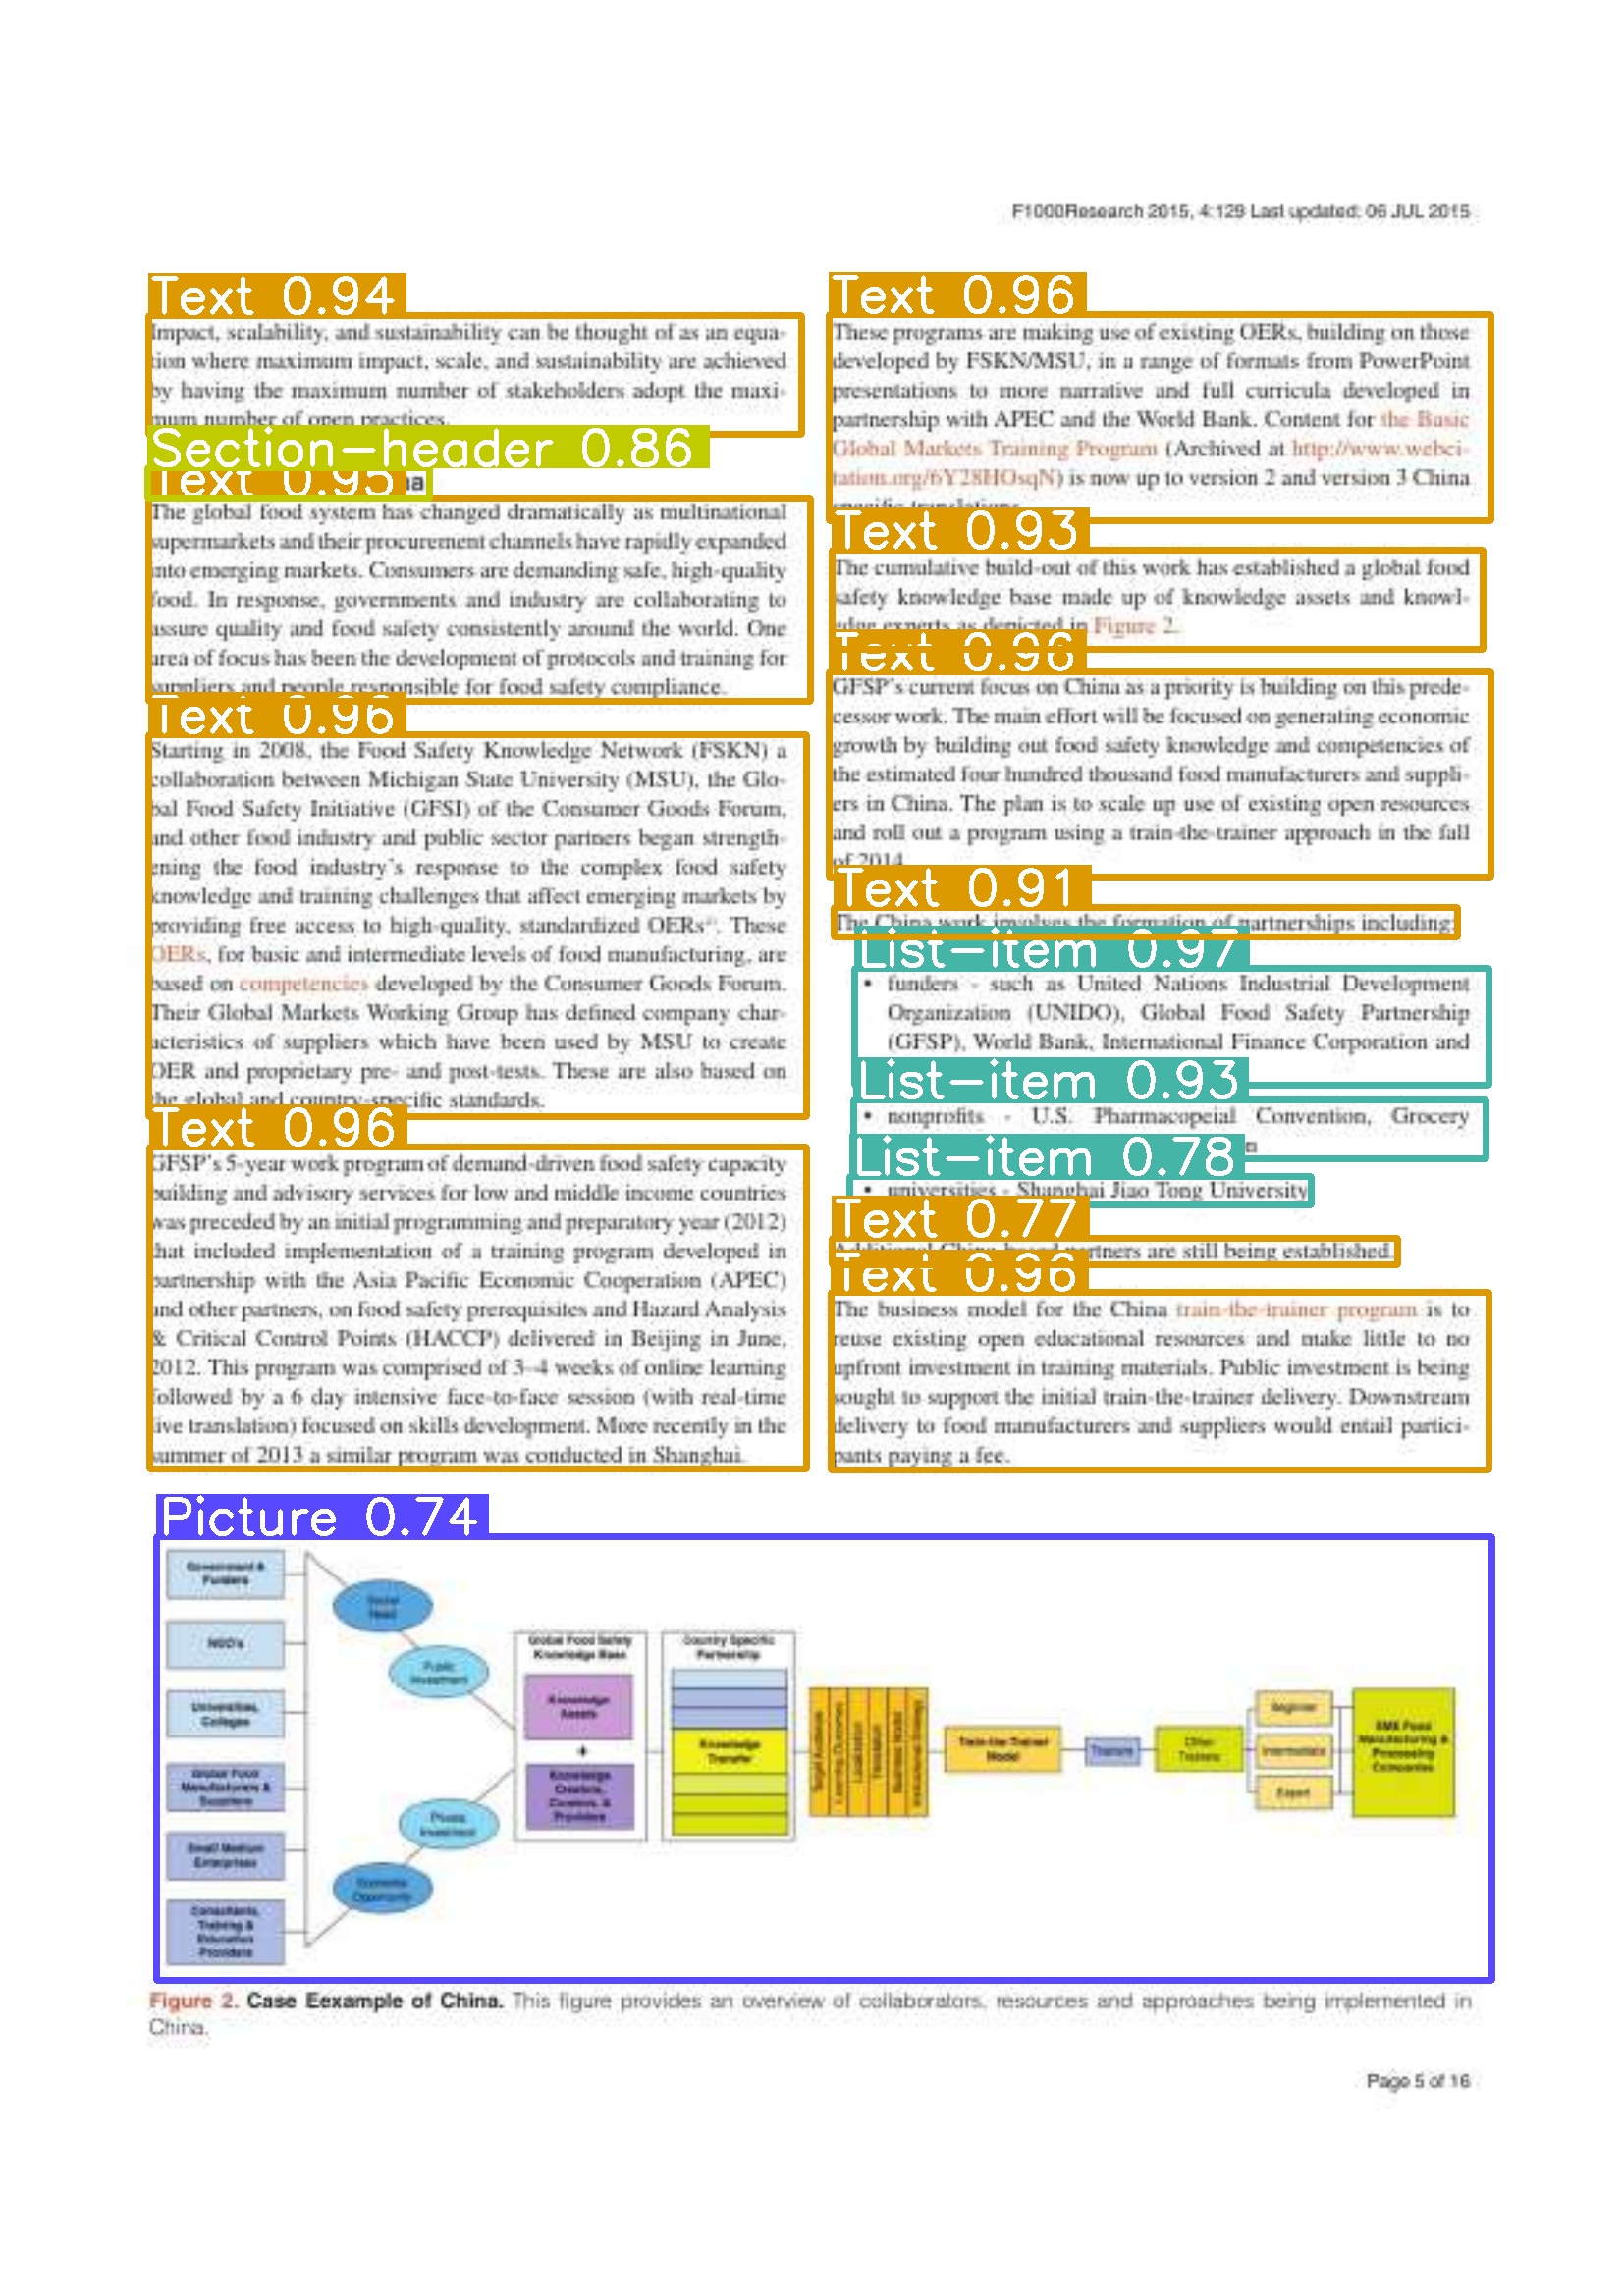 F1000Research 2015, 4:129 Last updated: 06 JUL 2015
Text 0.94
Impact, scalability, and sustainability can be thought of as an equa-
tion where maximum impact, scale, and sustainability are achieved
by having the maximum number of stakeholders adopt the maxi-
mum number of open practices.
Section-header 0.86
Text 0.95
The global food system has changed dramatically as multinational
supermarkets and their procurement channels have rapidly expanded
into emerging markets. Consumers are demanding safe, high-quality
food. In response, governments and industry are collaborating to
assure quality and food safety consistently around the world. One
area of focus has been the development of protocols and training for
suppliers and people responsible for food safety compliance.
Text 0.96
Starting in 2008, the Food Safety Knowledge Network (FSKN) a
collaboration between Michigan State University (MSU), the Glo-
bal Food Safety Initiative (GFSI) of the Consumer Goods Forum,
and other food industry and public sector partners began strength-
ening the food industry's response to the complex food safety
knowledge and training challenges that affect emerging markets by
providing free access to high-quality, standardized OERs. These
OERs, for basic and intermediate levels of food manufacturing, are
based on competencies developed by the Consumer Goods Forum.
Their Global Markets Working Group has defined company char-
acteristics of suppliers which have been used by MSU to create
OER and proprietary pre- and post-tests. These are also based on
the global and country-specific standards.
Text 0.96
GFSP's 5-year work program of demand-driven food safety capacity
building and advisory services for low and middle income countries
was preceded by an initial programming and preparatory year (2012)
that included implementation of a training program developed in
partnership with the Asia Pacific Economic Cooperation (APEC)
and other partners, on food safety prerequisites and Hazard Analysis
& Critical Control Points (HACCP) delivered in Beijing in June,
2012. This program was comprised of 3–4 weeks of online learning
followed by a 6 day intensive face-to-face session (with real-time
live translation) focused on skills development. More recently in the
summer of 2013 a similar program was conducted in Shanghai.
Text 0.96
These programs are making use of existing OERs, building on those
developed by FSKN/MSU, in a range of formats from PowerPoint
presentations to more narrative and full curricula developed in
partnership with APEC and the World Bank. Content for the Basic
Global Markets Training Program (Archived at http://www.webci-
tation.org/6Y28HOsqN) is now up to version 2 and version 3 China
specific translations.
Text 0.93
The cumulative build-out of this work has established a global food
safety knowledge base made up of knowledge assets and knowl-
edge experts as depicted in Figure 2.
Text 0.96
GFSP's current focus on China as a priority is building on this prede-
cessor work. The main effort will be focused on generating economic
growth by building out food safety knowledge and competencies of
the estimated four hundred thousand food manufacturers and suppli-
ers in China. The plan is to scale up use of existing open resources
and roll out a program using a train-the-trainer approach in the fall
of 2014.
Text 0.91
The China work involves the formation of partnerships including:
List-item 0.97
• funders - such as United Nations Industrial Development
Organization (UNIDO), Global Food Safety Partnership
(GFSP), World Bank, International Finance Corporation and
List-item 0.93
• nonprofits - U.S. Pharmacopeial Convention, Grocery
List-item 0.78
• universities - Shanghai Jiao Tong University
Text 0.77
Additional China-based partners are still being established.
Text 0.96
The business model for the China train-the-trainer program is to
reuse existing open educational resources and make little to no
upfront investment in training materials. Public investment is being
sought to support the initial train-the-trainer delivery. Downstream
delivery to food manufacturers and suppliers would entail partici-
pants paying a fee.
Picture 0.74
Government &
Funders
NGO's
Universities,
Colleges
Global Food
Manufacturers &
Suppliers
Small Medium
Enterprises
Consultants,
Training &
Education
Providers
Social
Need
Public
Investment
Private
Investment
Economic
Opportunity
Global Food Safety
Knowledge Base
Knowledge
Assets
+
Knowledge
Creators,
Curators, &
Providers
Country Specific
Partnership
Knowledge
Transfer
Train-the-Trainer
Model
Trainers
Other
Trainers
Beginner
Intermediate
Expert
SME Food
Manufacturing &
Processing
Companies
Figure 2. Case Eexample of China. This figure provides an overview of collaborators, resources and approaches being implemented in
China.
Page 5 of 16